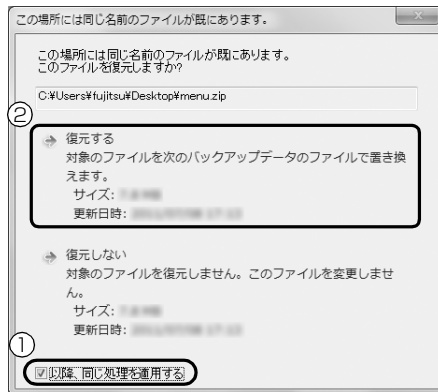 この場所には同じ名前のファイルが既にあります。
この場所には同じ名前のファイルが既にあります。
このファイルを復元しますか?
C:¥Users¥fujitsu¥Desktop¥menu.zip
②
復元する
対象のファイルを次のバックアップデータのファイルで置き換
えます。
サイズ:
更新日時:
復元しない
対象のファイルを復元しません。このファイルを変更しませ
ん。
サイズ:
更新日時:
①
以降、同じ処理を適用する